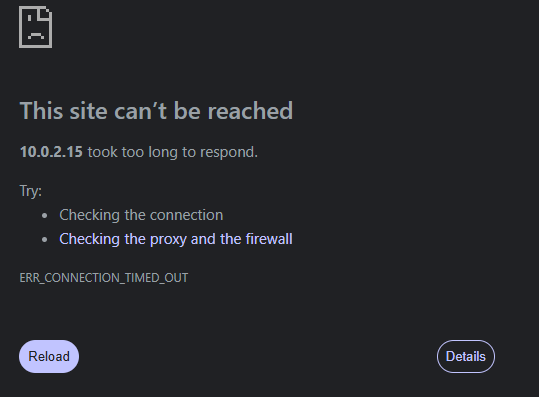 This site can’t be reached
10.0.2.15 took too long to respond.
Try:
• Checking the connection
• Checking the proxy and the firewall
ERR_CONNECTION_TIMED_OUT
Reload
Details